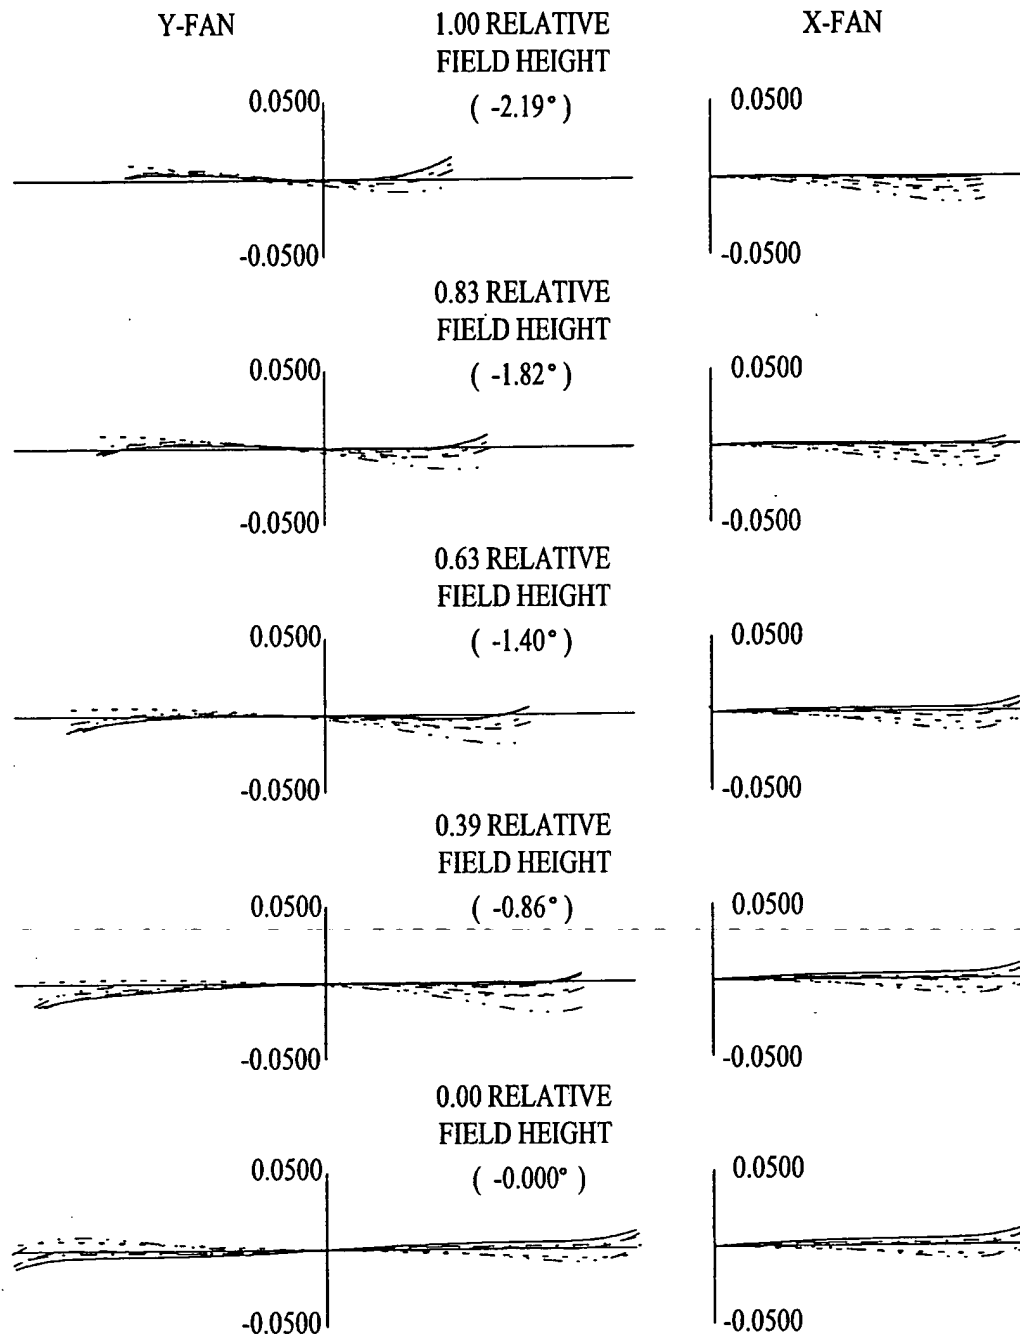 Y-FAN
1.00 RELATIVE
FIELD HEIGHT
( -2.19° )
X-FAN
0.0500
-0.0500
0.0500
-0.0500
0.83 RELATIVE
FIELD HEIGHT
( -1.82° )
0.0500
-0.0500
0.0500
-0.0500
0.63 RELATIVE
FIELD HEIGHT
( -1.40° )
0.0500
-0.0500
0.0500
-0.0500
0.39 RELATIVE
FIELD HEIGHT
( -0.86° )
0.0500
-0.0500
0.0500
-0.0500
0.00 RELATIVE
FIELD HEIGHT
( -0.000° )
0.0500
-0.0500
0.0500
-0.0500